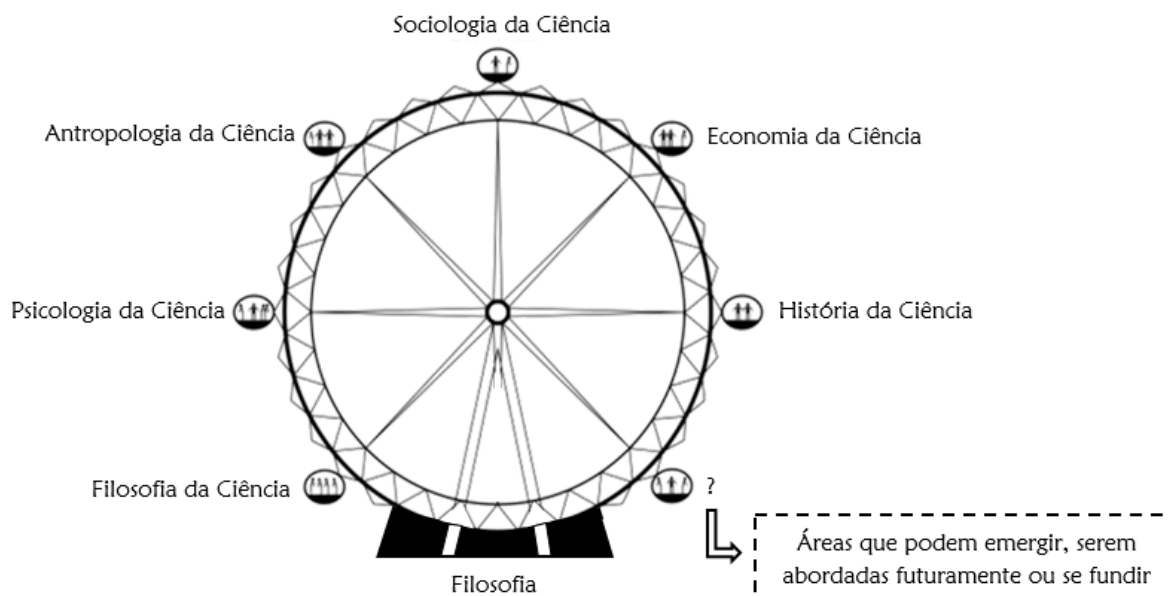 Sociologia da Ciência
Antropologia da Ciência
Economia da Ciência
Psicologia da Ciência
História da Ciência
Filosofia da Ciência
?
Áreas que podem emergir, serem
abordadas futuramente ou se fundir
Filosofia